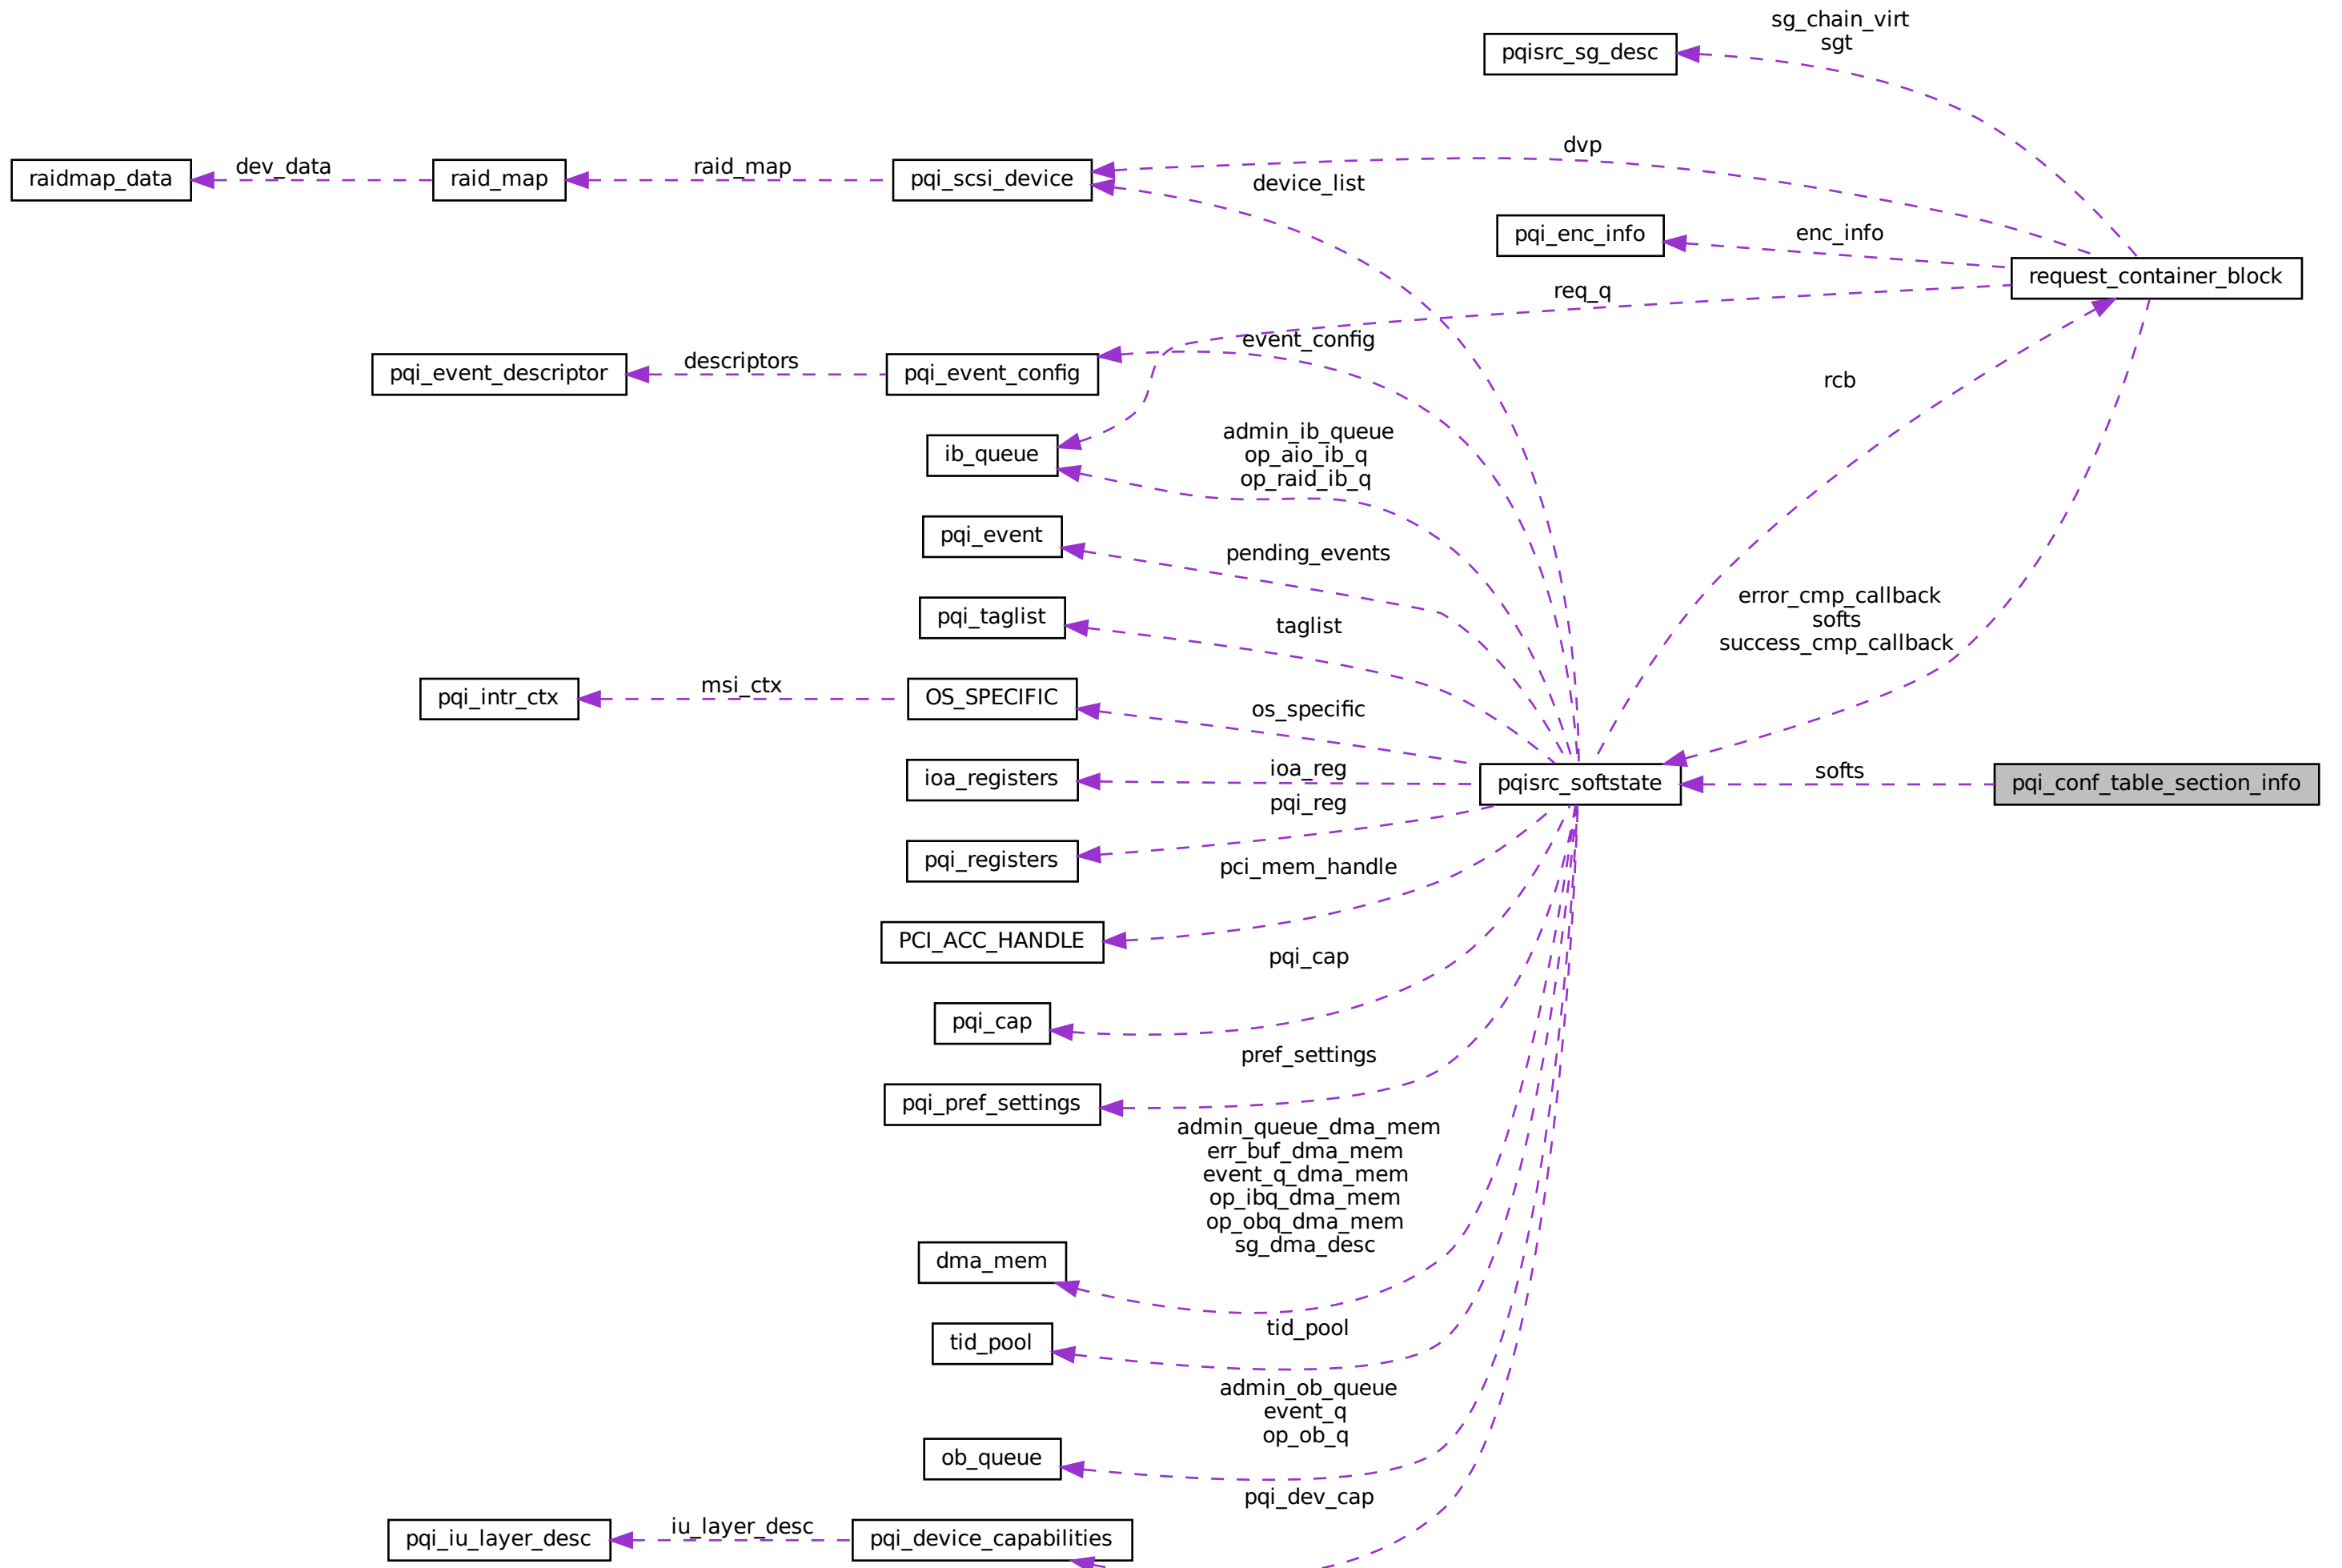 sg_chain_virt
sgt
pqisrc_sg_desc
dvp
raidmap_data
dev_data
raid_map
raid_map
pqi_scsi_device
device_list
pqi_enc_info
enc_info
request_container_block
req_q
event_config
pqi_event_descriptor
descriptors
pqi_event_config
rcb
admin_ib_queue
op_aio_ib_q
op_raid_ib_q
ib_queue
pqi_event
pending_events
pqi_taglist
taglist
error_cmp_callback
softs
success_cmp_callback
pqi_intr_ctx
msi_ctx
OS_SPECIFIC
os_specific
ioa_registers
ioa_reg
pqisrc_softstate
softs
pqi_conf_table_section_info
pqi_reg
pqi_registers
pci_mem_handle
PCI_ACC_HANDLE
pqi_cap
pqi_cap
pref_settings
pqi_pref_settings
admin_queue_dma_mem
err_buf_dma_mem
event_q_dma_mem
op_ibq_dma_mem
op_obq_dma_mem
sg_dma_desc
dma_mem
tid_pool
tid_pool
admin_ob_queue
event_q
op_ob_q
ob_queue
pqi_dev_cap
pqi_iu_layer_desc
iu_layer_desc
pqi_device_capabilities